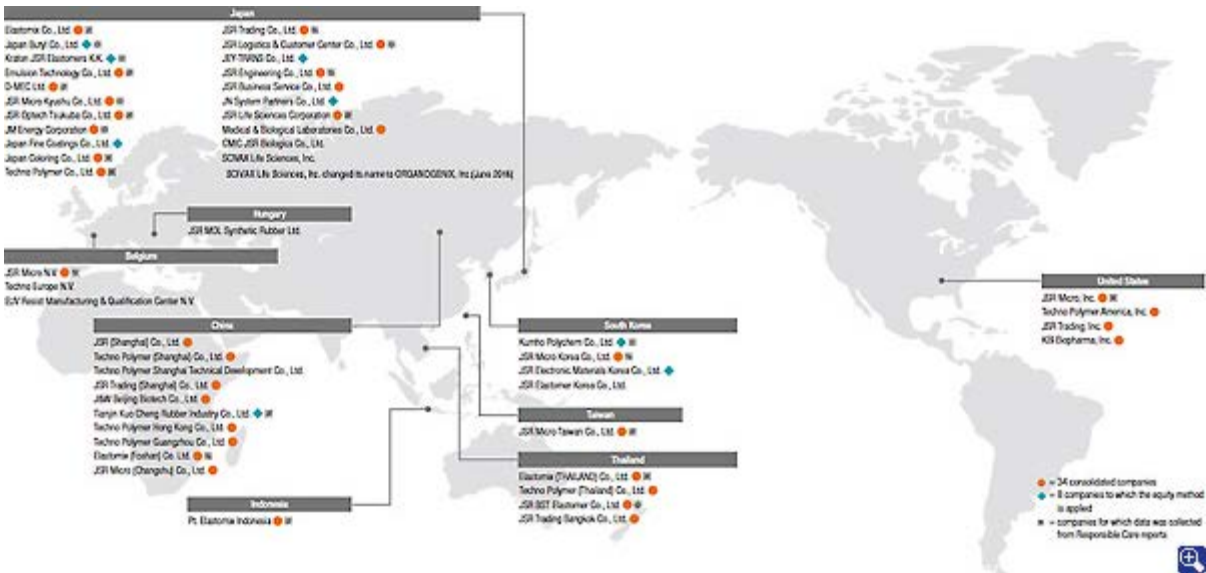 Japan
Elastomix Co., Ltd.
Japan Butyl Co., Ltd.
Kraton JSR Elastomers K.K.
Emulsion Technology Co., Ltd.
D-MEC Ltd.
JSR Micro Kyushu Co., Ltd.
JSR Optech Tsukuba Co., Ltd.
JM Energy Corporation
Japan Fine Coatings Co., Ltd.
Japan Coloring Co., Ltd.
Techno Polymer Co., Ltd.
JSR Trading Co., Ltd.
JSR Logistics & Customer Center Co., Ltd.
JEY-TRANS Co., Ltd.
JSR Engineering Co., Ltd.
JSR Business Service Co., Ltd.
JN System Partners Co., Ltd.
JSR Life Sciences Corporation
Medical & Biological Laboratories Co., Ltd.
CMIC JSR Biologics Co., Ltd.
SCIVAX Life Sciences, Inc.
SCIVAX Life Sciences, Inc. changed its name to ORGANOGENIX, Inc (June 2016)
Hungary
JSR MOL Synthetic Rubber Ltd.
Belgium
JSR Micro N.V.
Techno Europe N.V.
EUV Resist Manufacturing & Qualification Center N.V.
China
JSR (Shanghai) Co., Ltd.
Techno Polymer (Shanghai) Co., Ltd.
Techno Polymer Shanghai Technical Development Co., Ltd.
JSR Trading (Shanghai) Co., Ltd.
J&W Beijing Biotech Co., Ltd.
Tianjin Kuo Cheng Rubber Industry Co., Ltd.
Techno Polymer Hong Kong Co., Ltd.
Techno Polymer Guangzhou Co., Ltd.
Elastomix (Foshan) Co., Ltd.
JSR Micro (Changshu) Co., Ltd.
Indonesia
Pt. Elastomix Indonesia
South Korea
Kumho Polychem Co., Ltd.
JSR Micro Korea Co., Ltd.
JSR Electronic Materials Korea Co., Ltd.
JSR Elastomer Korea Co., Ltd.
Taiwan
JSR Micro Taiwan Co., Ltd.
Thailand
Elastomix (THAILAND) Co., Ltd.
Techno Polymer (Thailand) Co., Ltd.
JSR BST Elastomer Co., Ltd.
JSR Trading Bangkok Co., Ltd.
United States
JSR Micro, Inc.
Techno Polymer America, Inc.
JSR Trading, Inc.
KBI Biopharma, Inc.
= 34 consolidated companies
= 8 companies to which the equity method
is applied
= companies for which data was collected
from Responsible Care reports